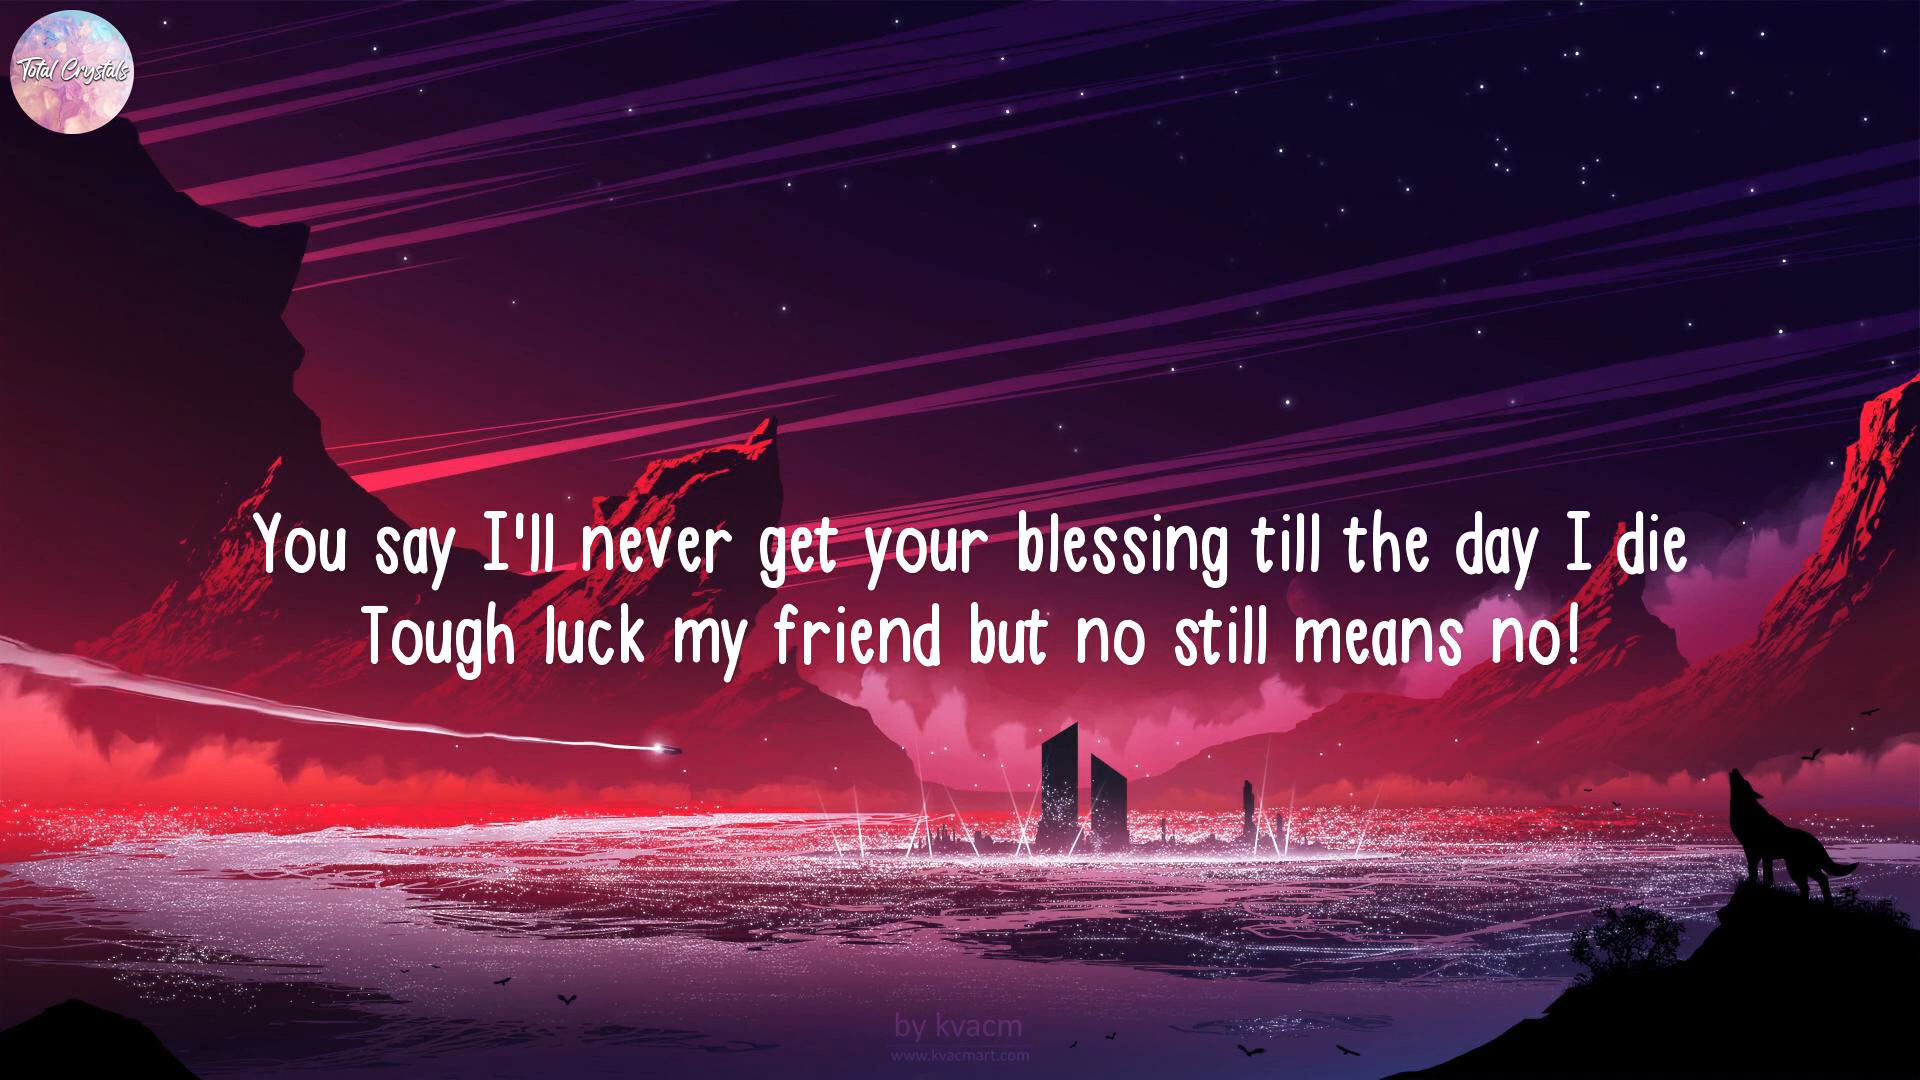 Total Crystals
You say I'll never get your blessing till the day I die
Tough luck my friend but no still means no!
by kvacm
www.kvacmart.com